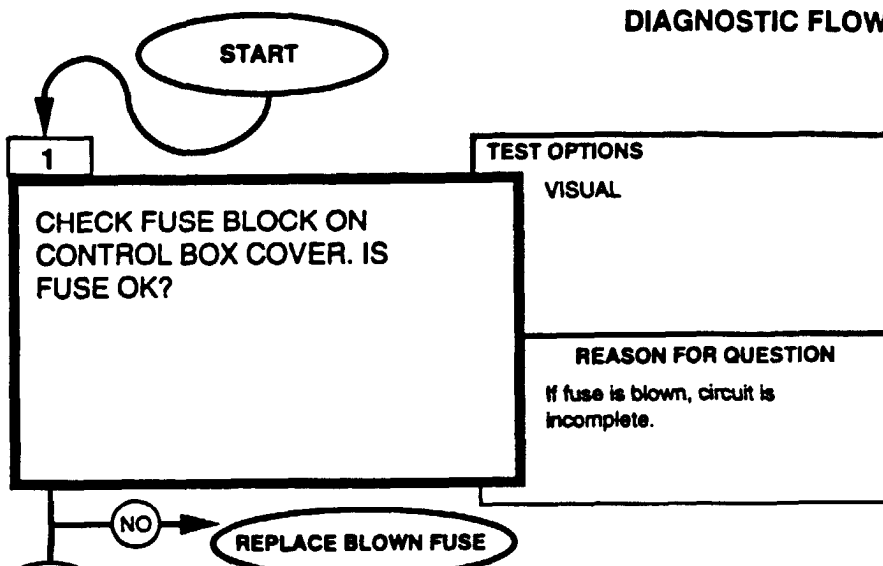 DIAGNOSTIC FLOW
START
1
TEST OPTIONS
VISUAL
CHECK FUSE BLOCK ON
CONTROL BOX COVER. IS
FUSE OK?
REASON FOR QUESTION
If fuse is blown, circuit is
incomplete.
NO
REPLACE BLOWN FUSE